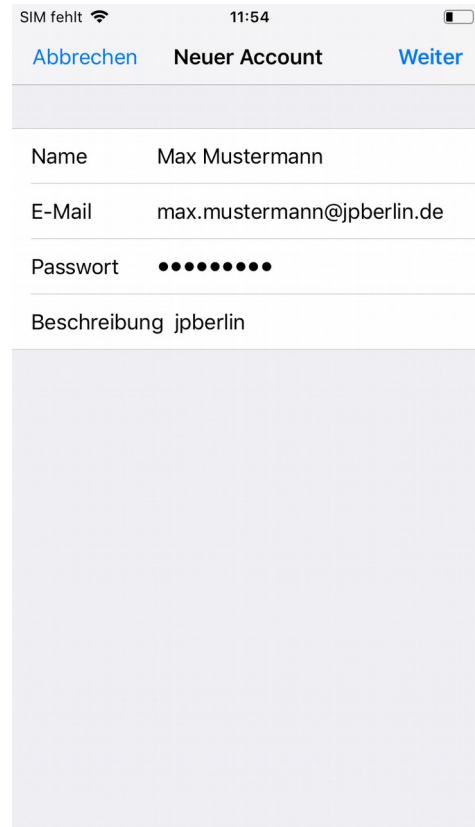 SIM fehlt 11:54
Abbrechen Neuer Account Weiter
Name Max Mustermann
E-Mail max.mustermann@jpberlin.de
Passwort ●●●●●●●●●
Beschreibung jpberlin